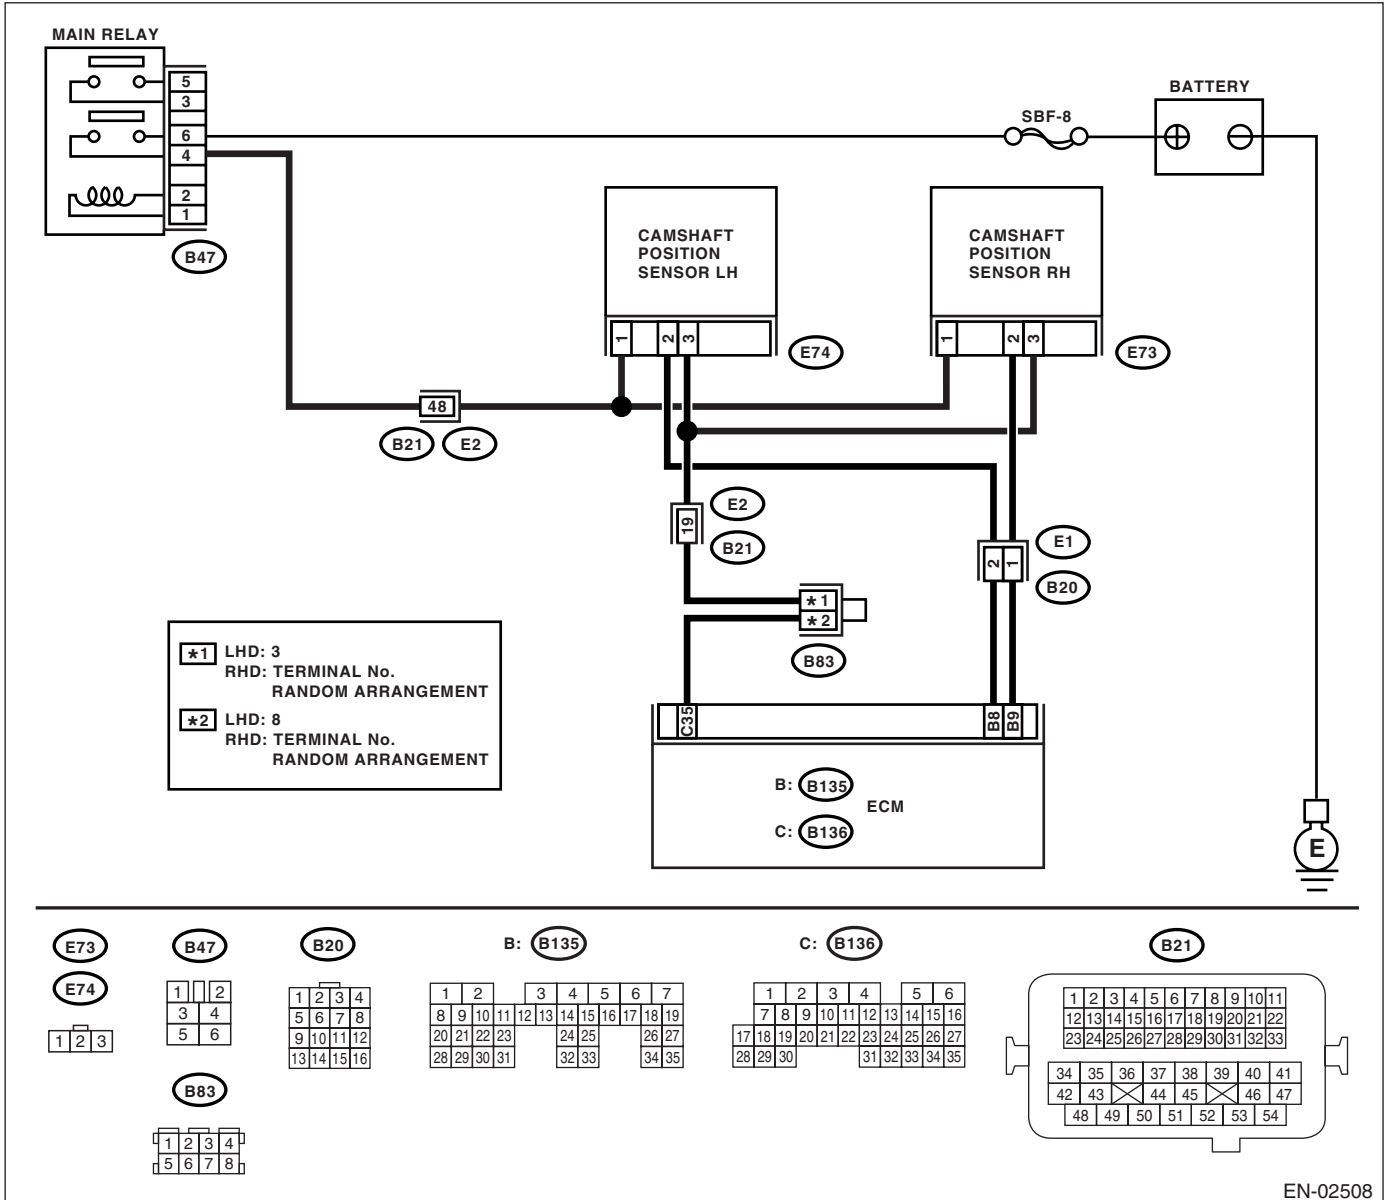 MAIN RELAY
5
3
6
4
2
1
B47
SBF-8
BATTERY
CAMSHAFT
POSITION
SENSOR LH
1
2
3
E74
CAMSHAFT
POSITION
SENSOR RH
1
2
3
E73
48
B21 E2
19
E2
B21
2 1
E1
B20
*1
*2
B83
*1 LHD: 3
RHD: TERMINAL No.
RANDOM ARRANGEMENT
*2 LHD: 8
RHD: TERMINAL No.
RANDOM ARRANGEMENT
C35 B8 B9
B: B135
ECM
C: B136
E
E73
E74
1 2 3
B47
1 2
3 4
5 6
B83
1 2 3 4
5 6 7 8
B20
1 2 3 4
5 6 7 8
9 10 11 12
13 14 15 16
B: B135
1 2 3 4 5 6 7
8 9 10 11 12 13 14 15 16 17 18 19
20 21 22 23 24 25 26 27
28 29 30 31 32 33 34 35
C: B136
1 2 3 4 5 6
7 8 9 10 11 12 13 14 15 16
17 18 19 20 21 22 23 24 25 26 27
28 29 30 31 32 33 34 35
B21
1 2 3 4 5 6 7 8 9 10 11
12 13 14 15 16 17 18 19 20 21 22
23 24 25 26 27 28 29 30 31 32 33
34 35 36 37 38 39 40 41
42 43 44 45 46 47
48 49 50 51 52 53 54
EN-02508